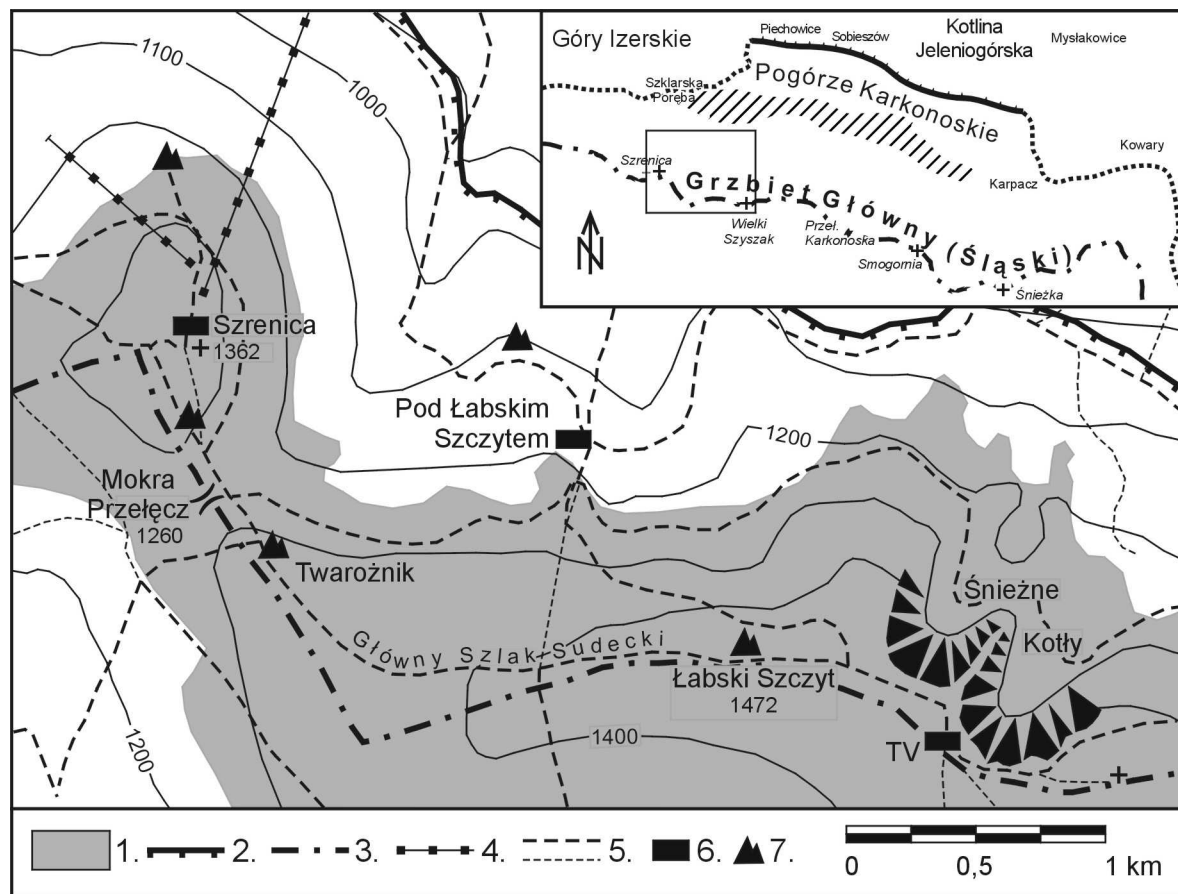 1100
1000
Góry Izerskie
Piechowice
Sobieszów
Kotlina
Jeleniogórska
Mysłakowice
Szklarska
Poręba
Pogórze Karkonoskie
Kowary
Szrenica
Karpacz
Grzbiet Główny (Śląski)
Wielki
Szyszak
Przeł.
Karkonoska
Smogornia
Śnieżka
N
Szrenica
1362
Pod Łabskim
Szczytem
1200
Mokra
Przełęcz
1260
Twarożnik
Śnieżne
Kotły
Główny Szlak Sudecki
Łabski Szczyt
1472
1200
1400
TV
1. 2. 3. 4. 5. 6. 7.
0 0,5 1 km